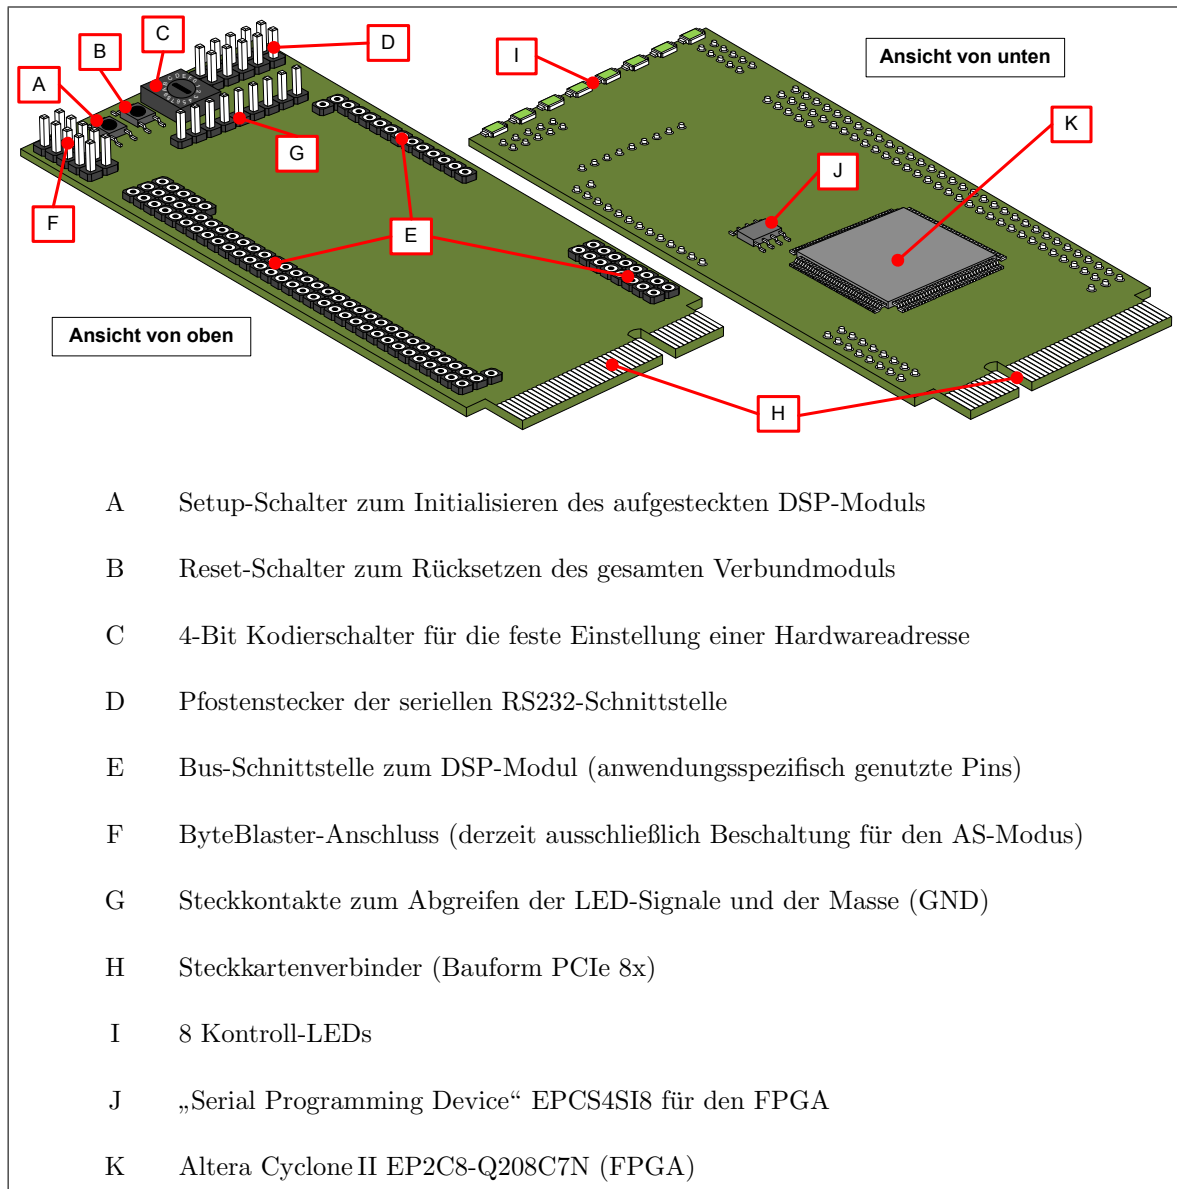 C
D
B
I
Ansicht von unten
A
K
G
J
F
E
Ansicht von oben
H
A Setup-Schalter zum Initialisieren des aufgesteckten DSP-Moduls
B Reset-Schalter zum Rücksetzen des gesamten Verbundmoduls
C 4-Bit Kodierschalter für die feste Einstellung einer Hardwareadresse
D Pfostenstecker der seriellen RS232-Schnittstelle
E Bus-Schnittstelle zum DSP-Modul (anwendungsspezifisch genutzte Pins)
F ByteBlaster-Anschluss (derzeit ausschließlich Beschaltung für den AS-Modus)
G Steckkontakte zum Abgreifen der LED-Signale und der Masse (GND)
H Steckkartenverbinder (Bauform PCIe 8x)
I 8 Kontroll-LEDs
J „Serial Programming Device“ EPCS4SI8 für den FPGA
K Altera Cyclone II EP2C8-Q208C7N (FPGA)